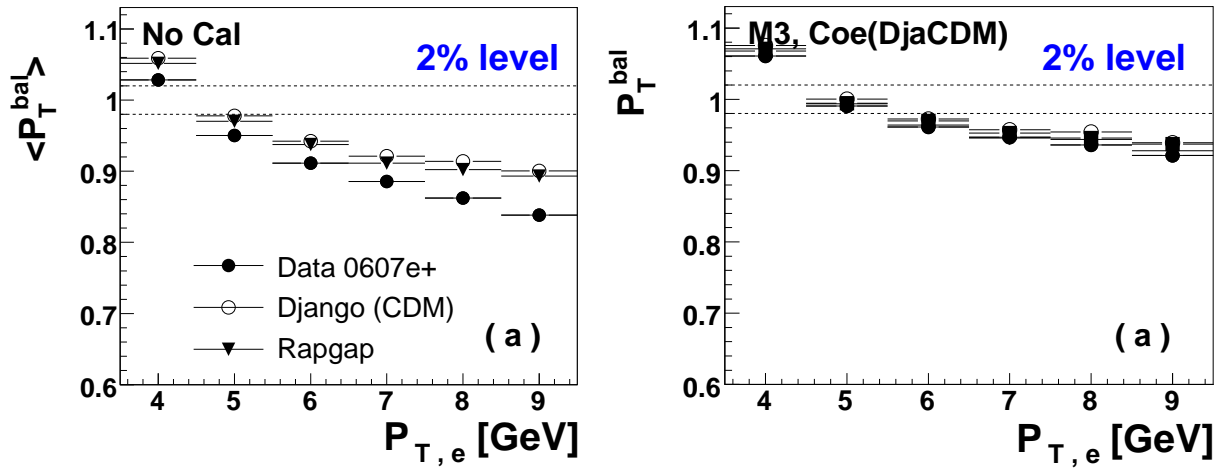 No Cal
2% level
<P_T^bal>
1.1
1
0.9
0.8
0.7
0.6
Data 0607e+
Django (CDM)
Rapgap
( a )
4 5 6 7 8 9
P_T,e [GeV]
M3, Coe(DjaCDM)
2% level
P_T^bal
1.1
1
0.9
0.8
0.7
0.6
( a )
4 5 6 7 8 9
P_T,e [GeV]